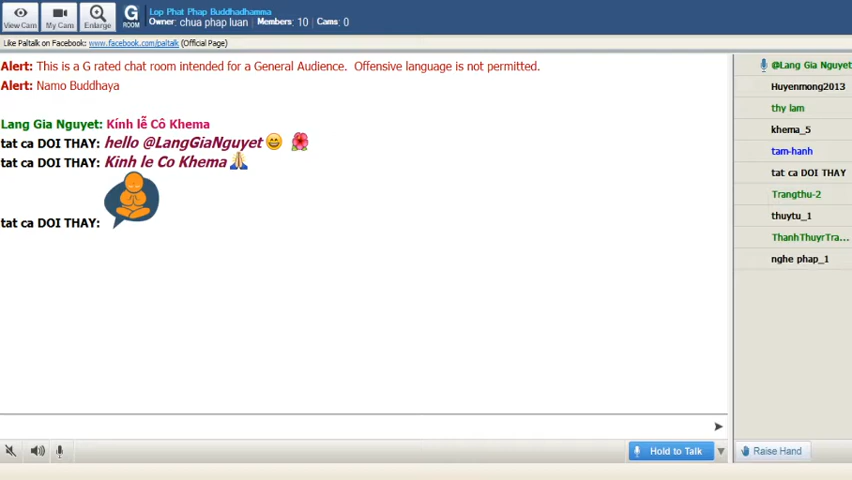 View Cam
My Cam
Enlarge
G
ROOM
Lop Phat Phap Buddhadhamma
Owner: chua phap luan Members: 10 Cams: 0
Like Paltalk on Facebook: www.facebook.com/paltalk (Official Page)
Alert: This is a G rated chat room intended for a General Audience. Offensive language is not permitted.
Alert: Namo Buddhaya
Lang Gia Nguyet: Kính lễ Cô Khema
tat ca DOI THAY: hello @LangGiaNguyet
tat ca DOI THAY: Kinh le Co Khema
tat ca DOI THAY:
@Lang Gia Nguyet
Huyenmong2013
thy lam
khema_5
tam-hanh
tat ca DOI THAY
Trangthu-2
thuytu_1
ThanhThuyrTra...
nghe phap_1
Hold to Talk
Raise Hand